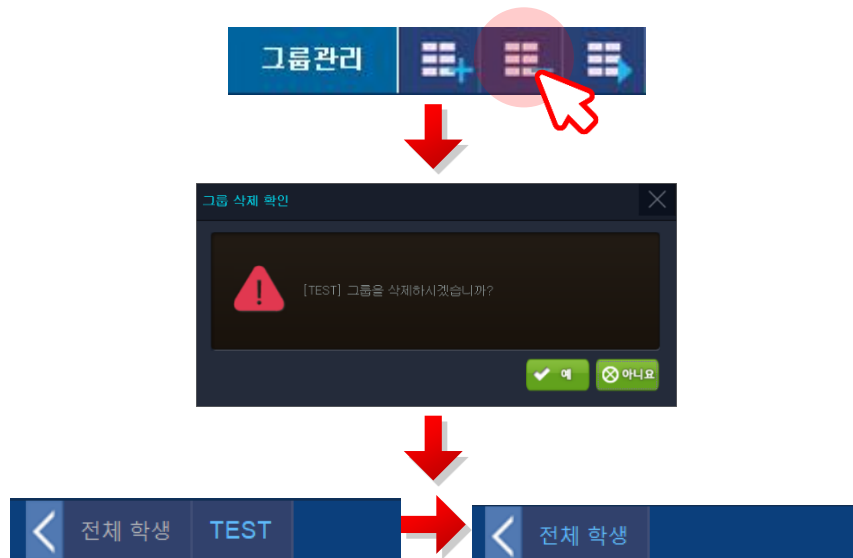 그룹관리
그룹 삭제 확인
[TEST] 그룹을 삭제하시겠습니까?
예 아니요
전체 학생 TEST
전체 학생